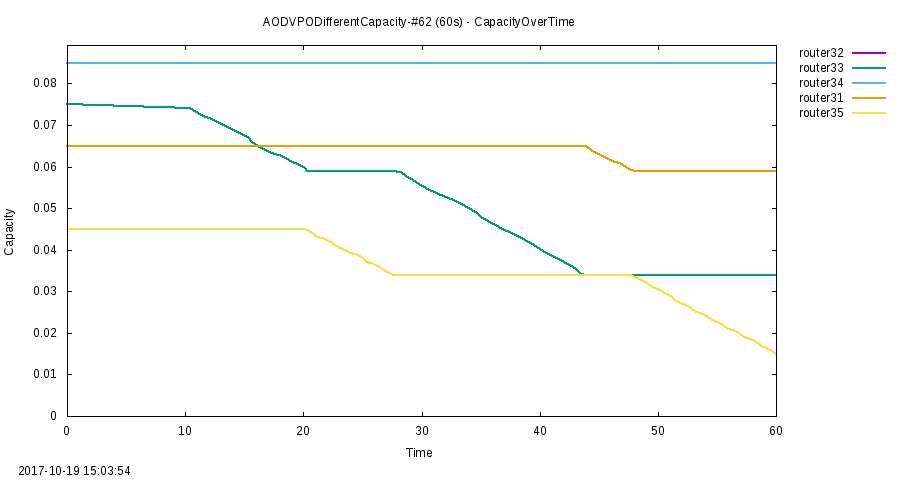 AODVPODifferentCapacity-#62 (60s) - CapacityOverTime
router32
router33
router34
router31
router35
0.08
0.07
0.06
0.05
0.04
0.03
0.02
0.01
0
Capacity
0 10 20 30 40 50 60
Time
2017-10-19 15:03:54